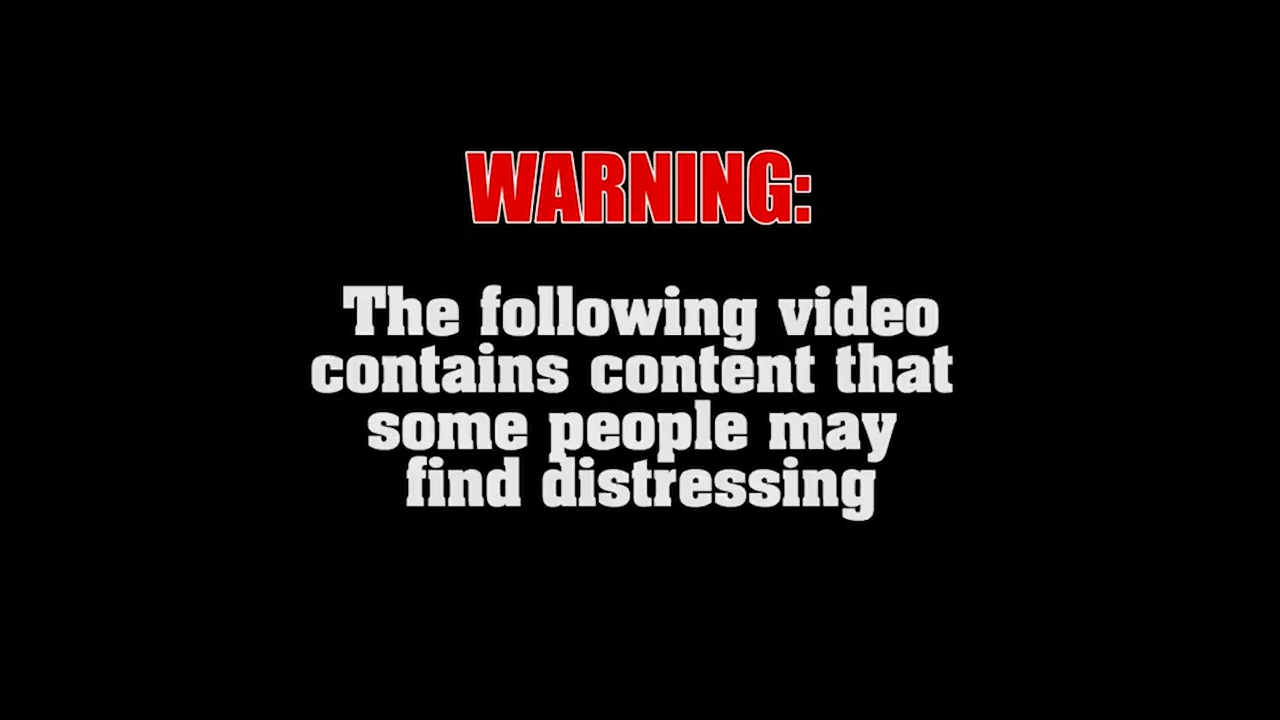 WARNING:
The following video
contains content that
some people may
find distressing